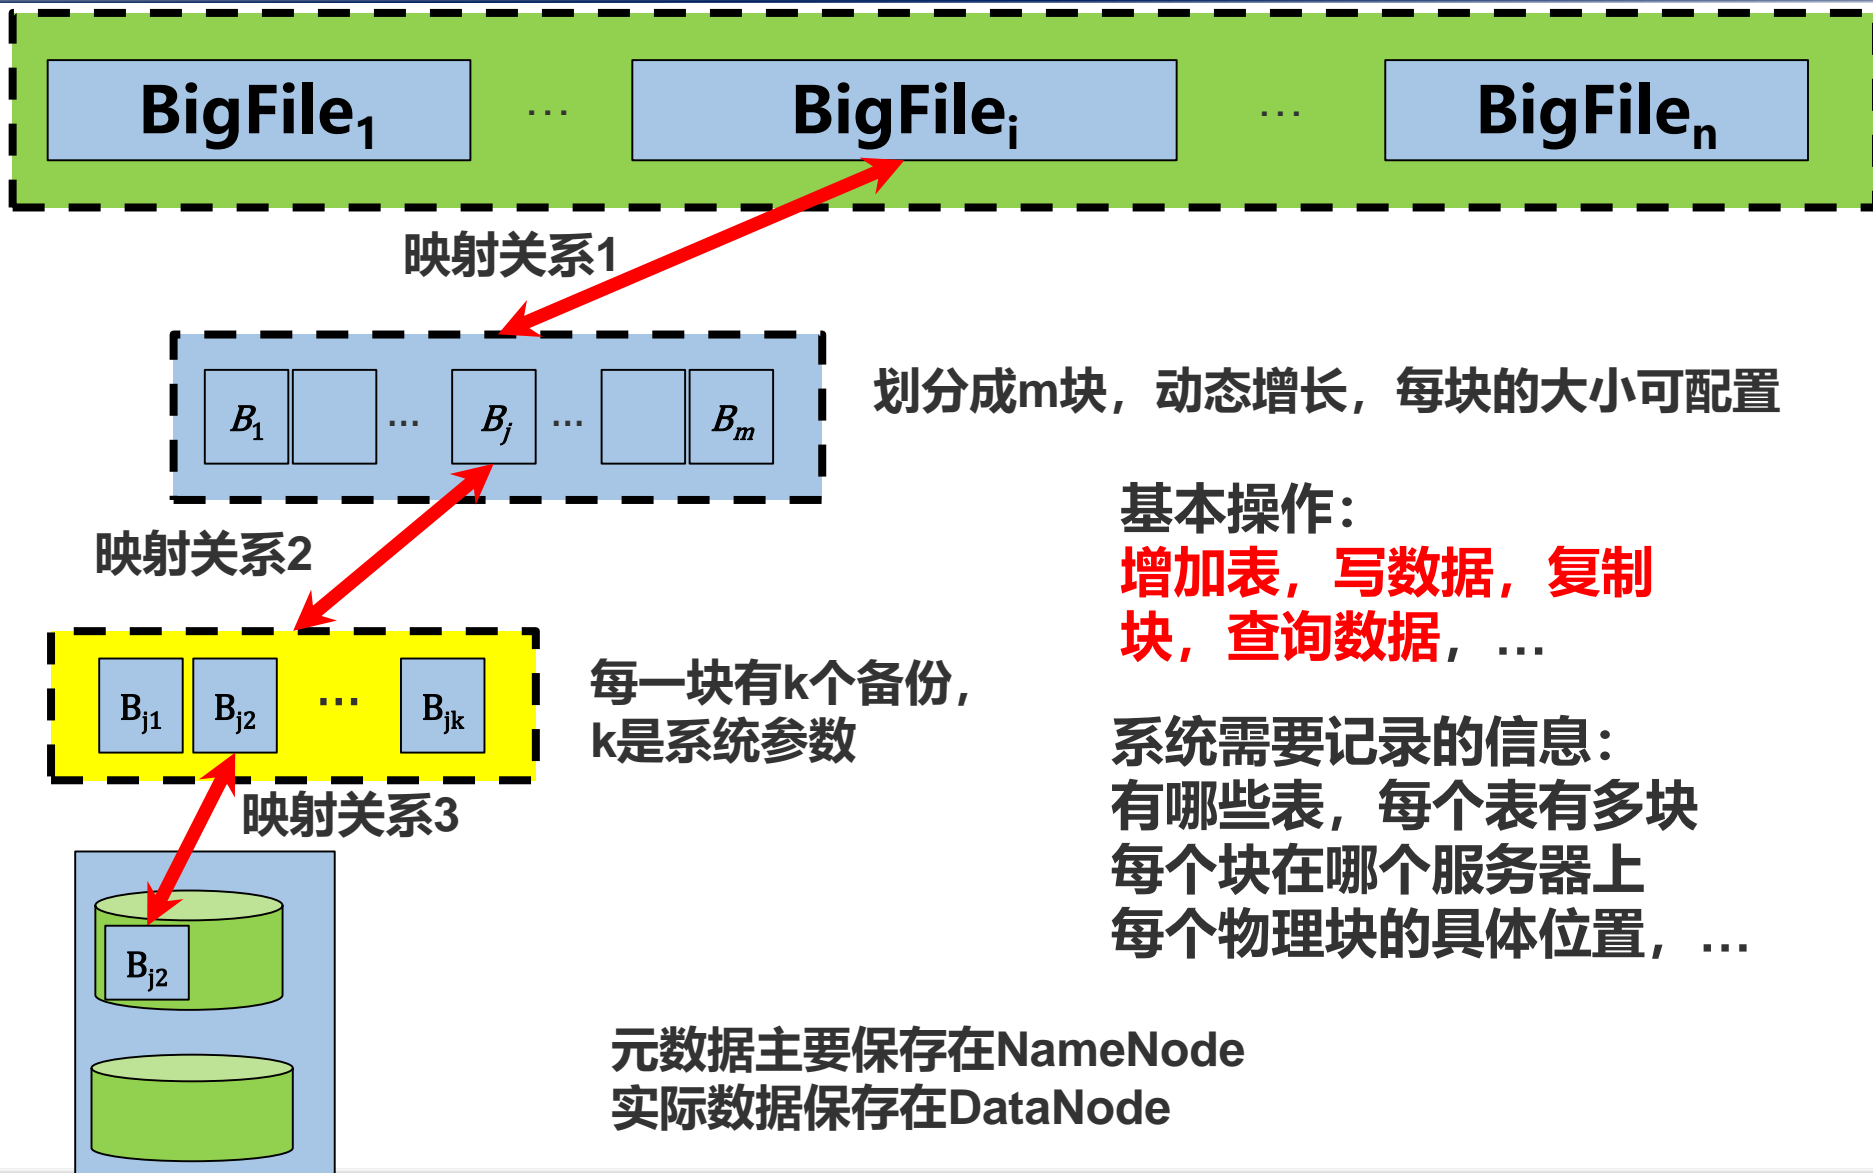 BigFile₁ … BigFileᵢ … BigFileₙ
映射关系1
B₁ … Bⱼ … Bₘ
划分成m块，动态增长，每块的大小可配置
映射关系2
基本操作：
增加表，写数据，复制
块，查询数据，…
Bj1 Bj2 … Bjk
每一块有k个备份，
k是系统参数
映射关系3
系统需要记录的信息：
有哪些表，每个表有多块
每个块在哪个服务器上
每个物理块的具体位置，…
Bj2
元数据主要保存在NameNode
实际数据保存在DataNode